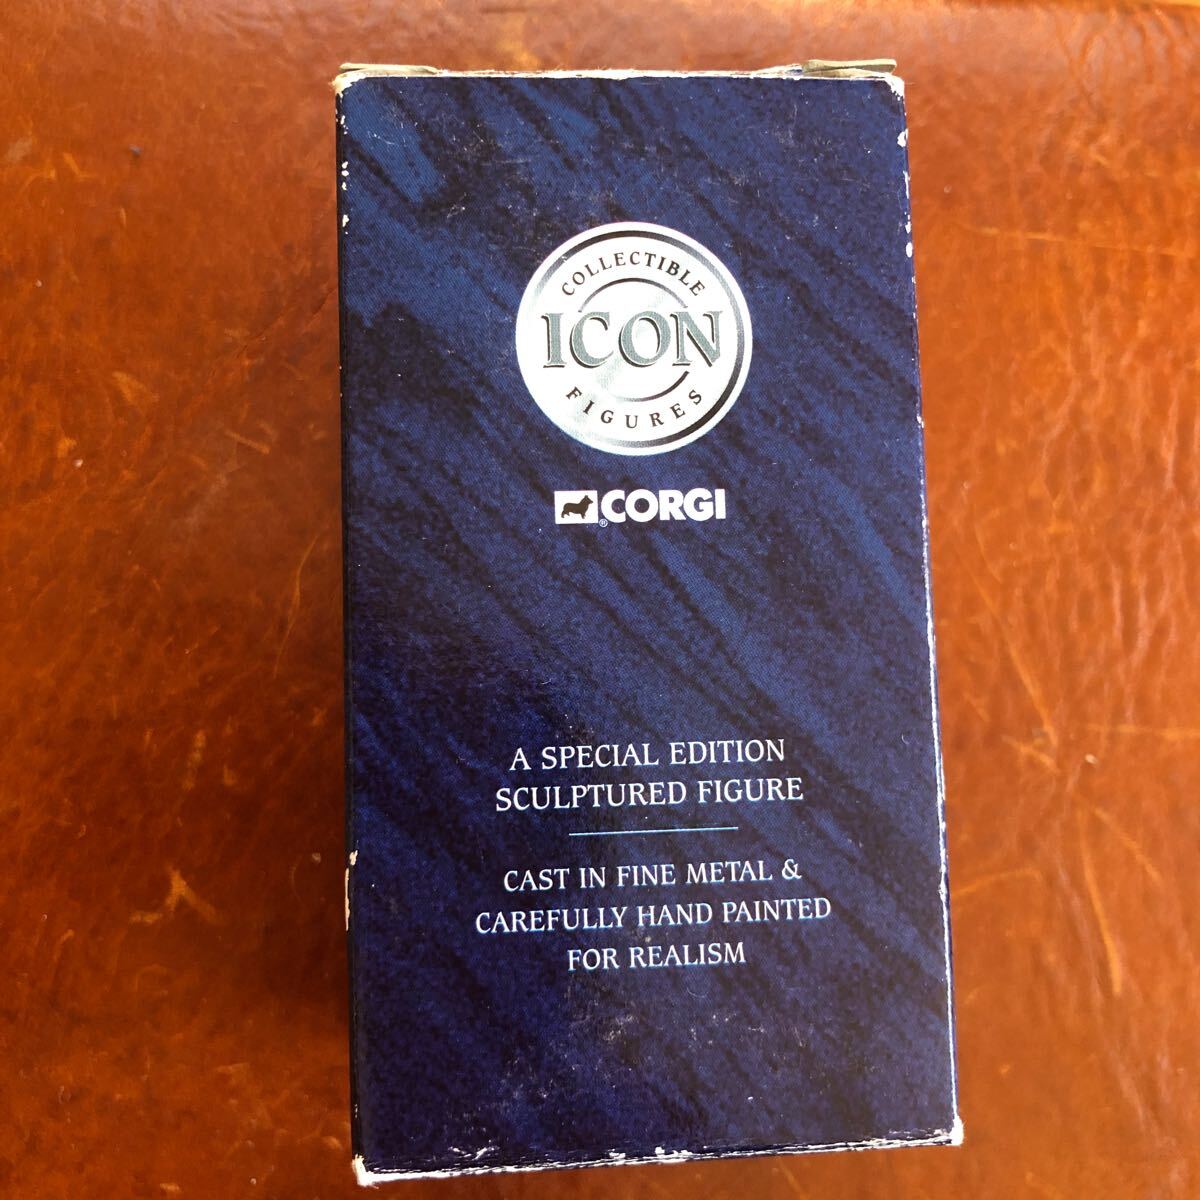 COLLECTIBLE
ICON
FIGURES
®CORGI
A SPECIAL EDITION
SCULPTURED FIGURE
CAST IN FINE METAL &
CAREFULLY HAND PAINTED
FOR REALISM